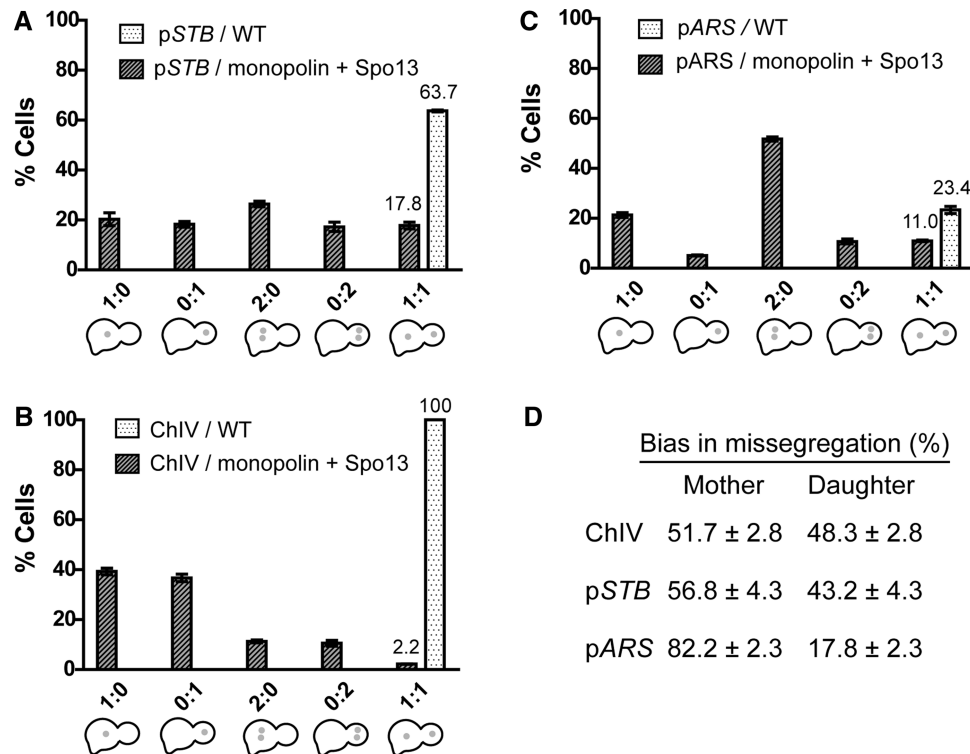 A
% Cells
100
80
60
40
20
0
pSTB / WT
pSTB / monopolin + Spo13
17.8
63.7
1:0 0:1 2:0 0:2 1:1
C
% Cells
100
80
60
40
20
0
pARS / WT
pARS / monopolin + Spo13
11.0
23.4
1:0 0:1 2:0 0:2 1:1
B
% Cells
100
80
60
40
20
0
ChIV / WT
ChIV / monopolin + Spo13
2.2
100
1:0 0:1 2:0 0:2 1:1
D
Bias in missegregation (%)
Mother Daughter
ChIV 51.7 ± 2.8 48.3 ± 2.8
pSTB 56.8 ± 4.3 43.2 ± 4.3
pARS 82.2 ± 2.3 17.8 ± 2.3